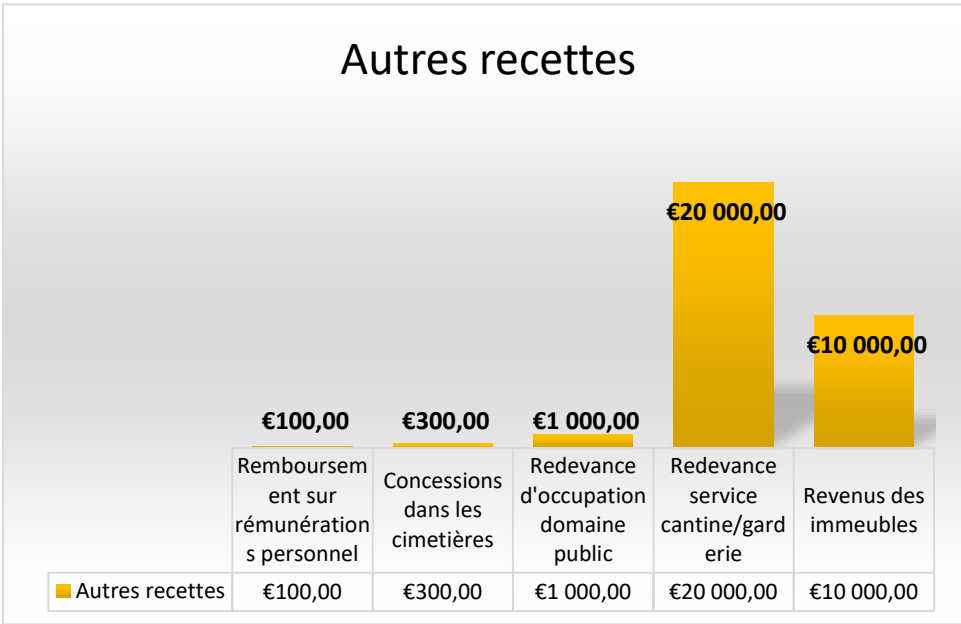 Autres recettes
€20 000,00
€10 000,00
€100,00 €300,00 €1 000,00
Remboursem
ent sur
rémunération
s personnel
Concessions
dans les
cimetières
Redevance
d'occupation
domaine
public
Redevance
service
cantine/gard
erie
Revenus des
immeubles
Autres recettes €100,00 €300,00 €1 000,00 €20 000,00 €10 000,00